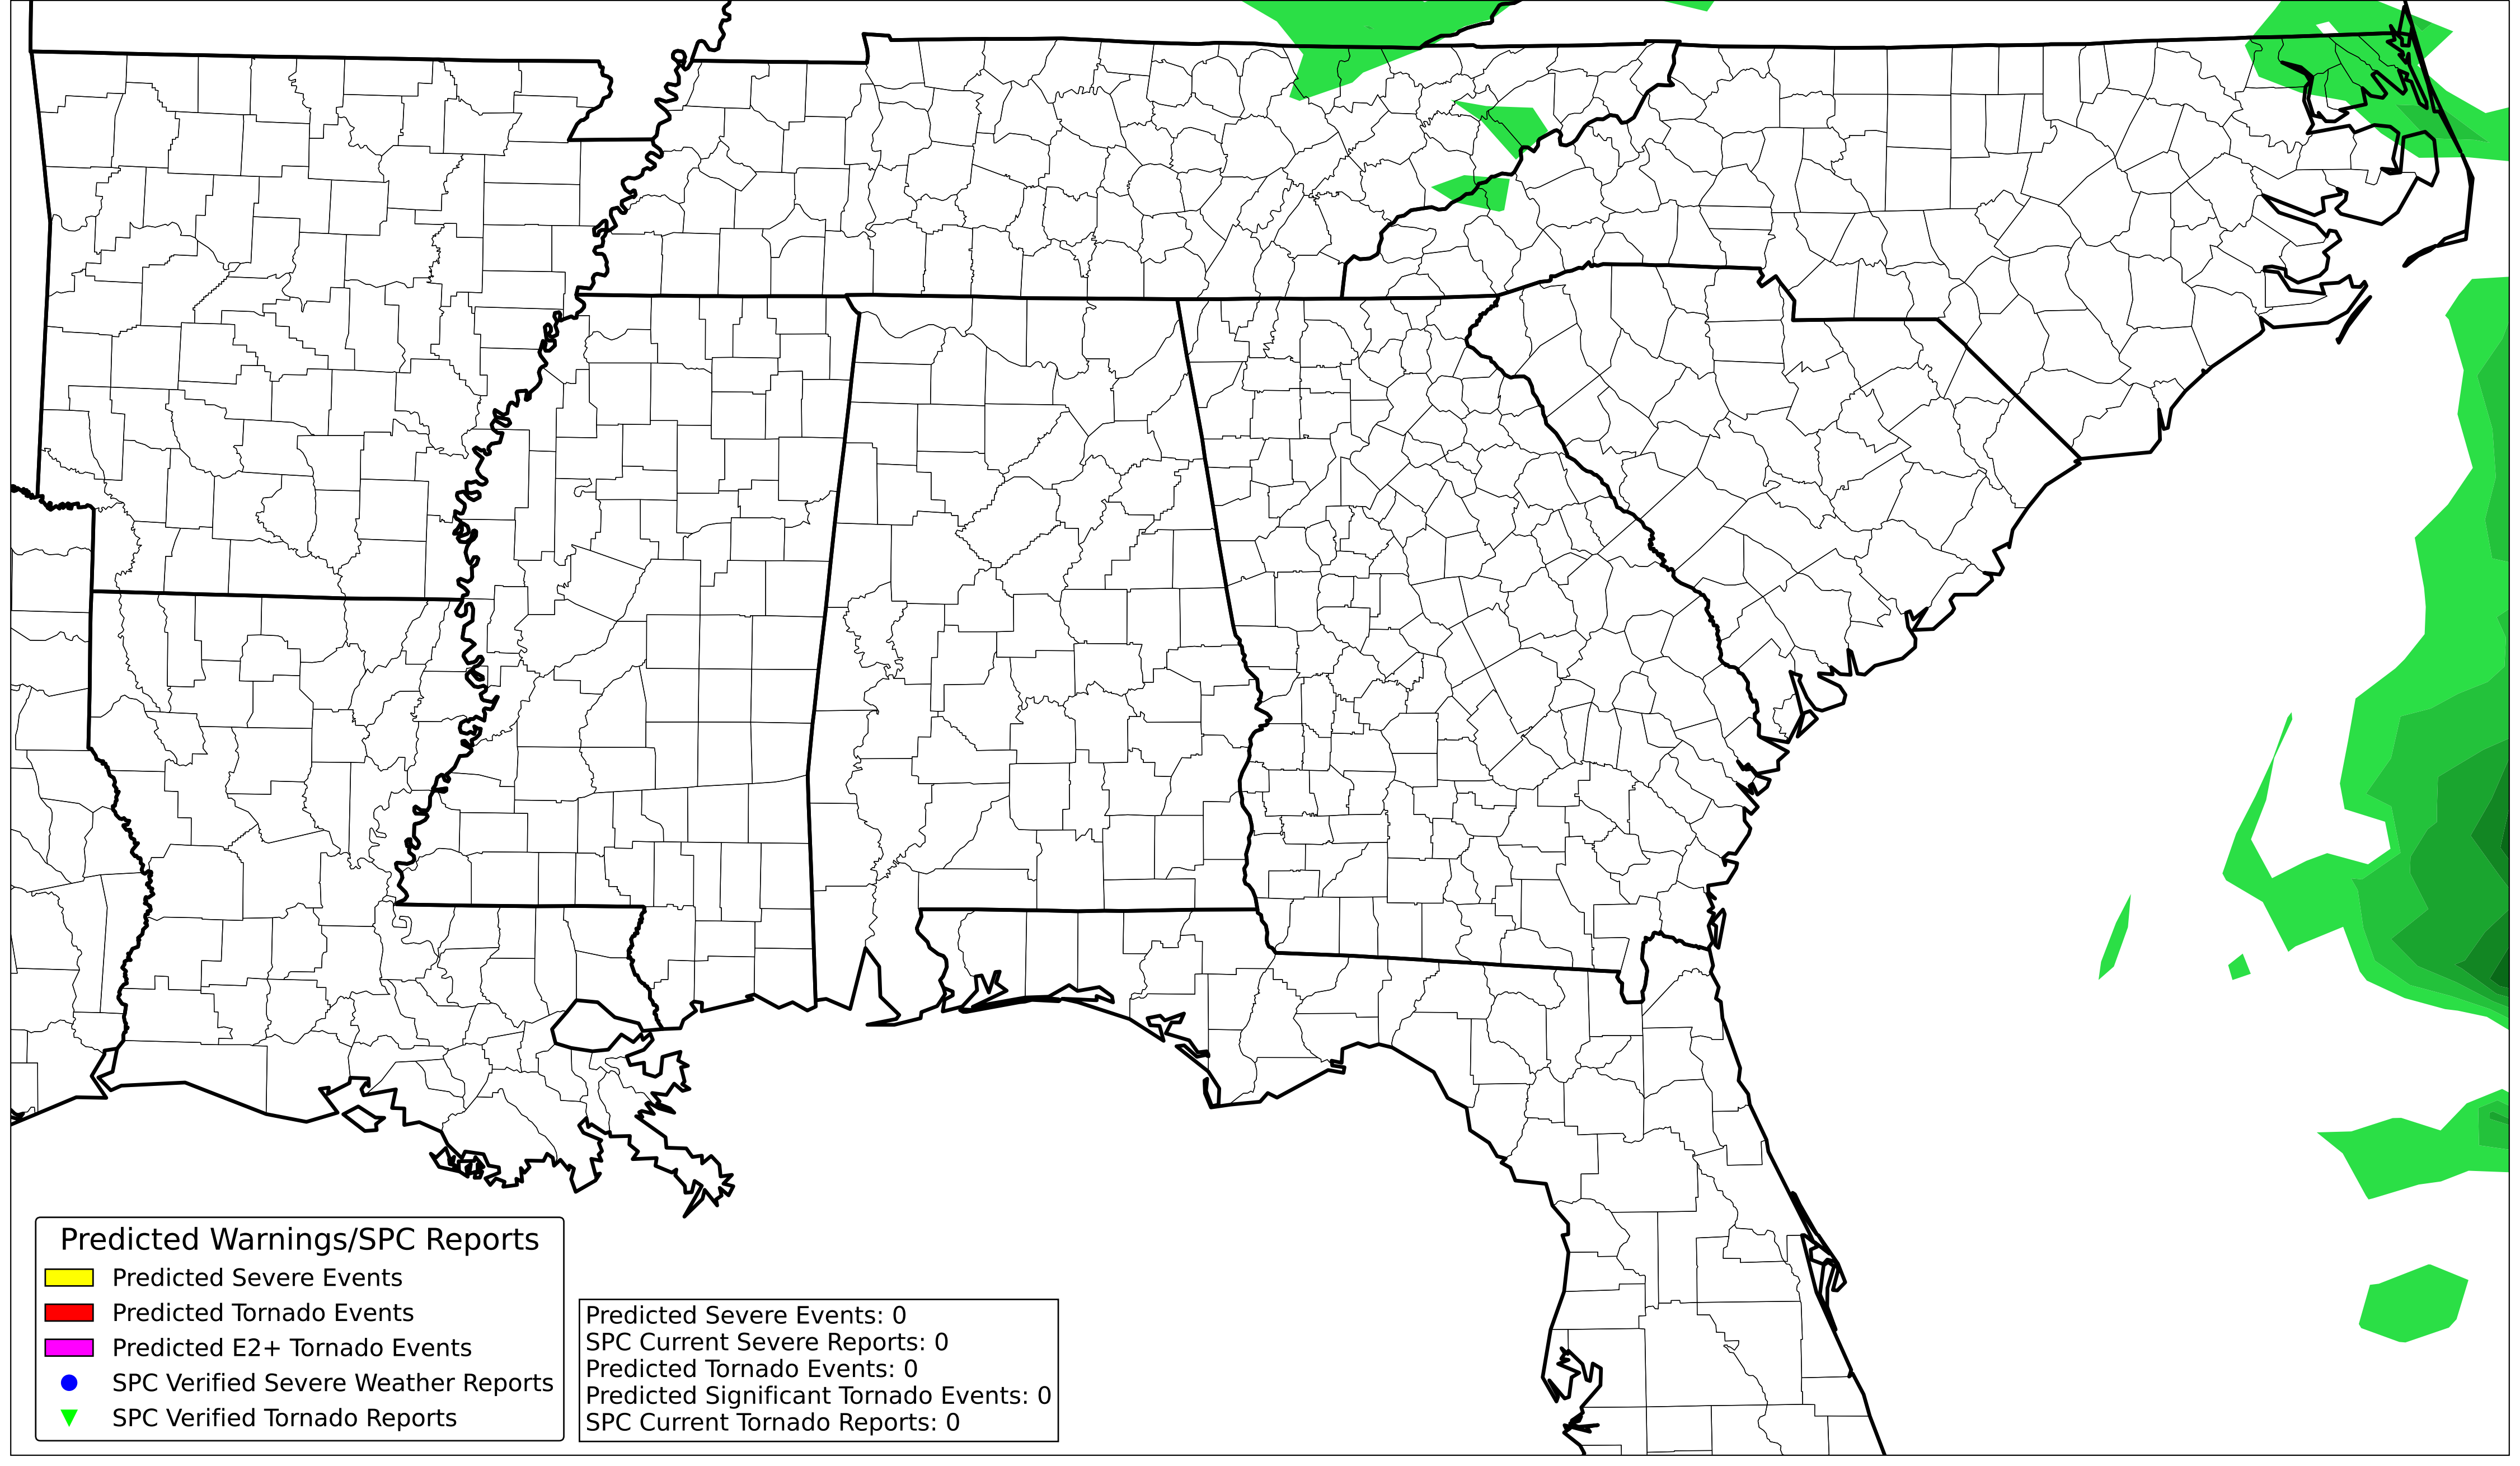 Predicted Warnings/SPC Reports
Predicted Severe Events
Predicted Tornado Events
Predicted E2+ Tornado Events
SPC Verified Severe Weather Reports
SPC Verified Tornado Reports
Predicted Severe Events: 0
SPC Current Severe Reports: 0
Predicted Tornado Events: 0
Predicted Significant Tornado Events: 0
SPC Current Tornado Reports: 0